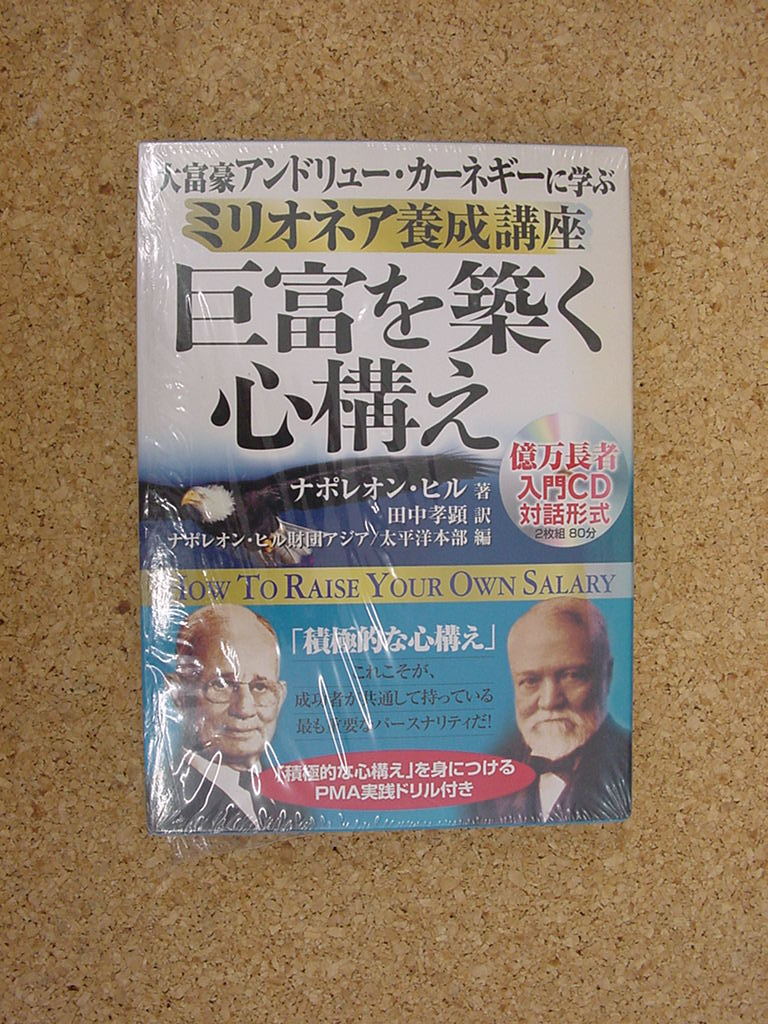 大富豪アンドリュー・カーネギーに学ぶ
ミリオネア養成講座
巨富を築く
心構え
億万長者
入門CD
対話形式
2枚組 80分
ナポレオン・ヒル 著
田中孝顕 訳
ナポレオン・ヒル財団アジア/太平洋本部 編
HOW TO RAISE YOUR OWN SALARY
「積極的な心構え」
これこそが、
成功者が共通して持っている
最も重要なパースナリティだ!
「積極的な心構え」を身につける
PMA実践ドリル付き